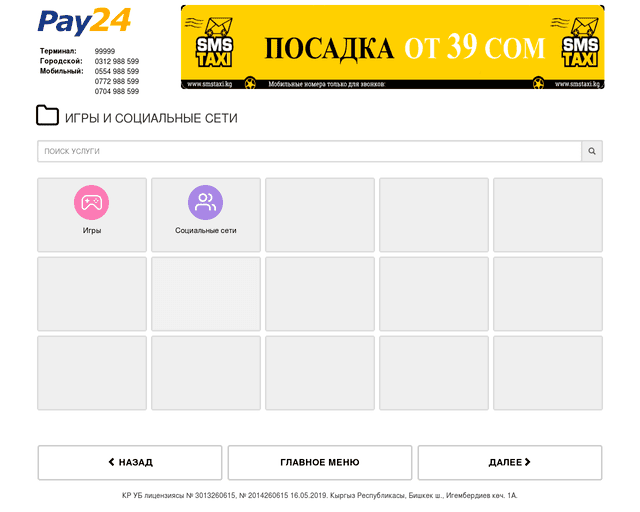 Pay24
Терминал: 99999
Городской: 0312 988 599
Мобильный: 0554 988 599
0772 988 599
0704 988 599
SMS TAXI
ПОСАДКА ОТ 39 СОМ
SMS TAXI
www.smstaxi.kg
Мобильные номера только для звонков:
www.smstaxi.kg
ИГРЫ И СОЦИАЛЬНЫЕ СЕТИ
ПОИСК УСЛУГИ
Игры
Социальные сети
НАЗАД
ГЛАВНОЕ МЕНЮ
ДАЛЕЕ
КР УБ лицензиясы № 3013260615, № 2014260615 16.05.2019. Кыргыз Республикасы, Бишкек ш., Игембердиев көч. 1А.